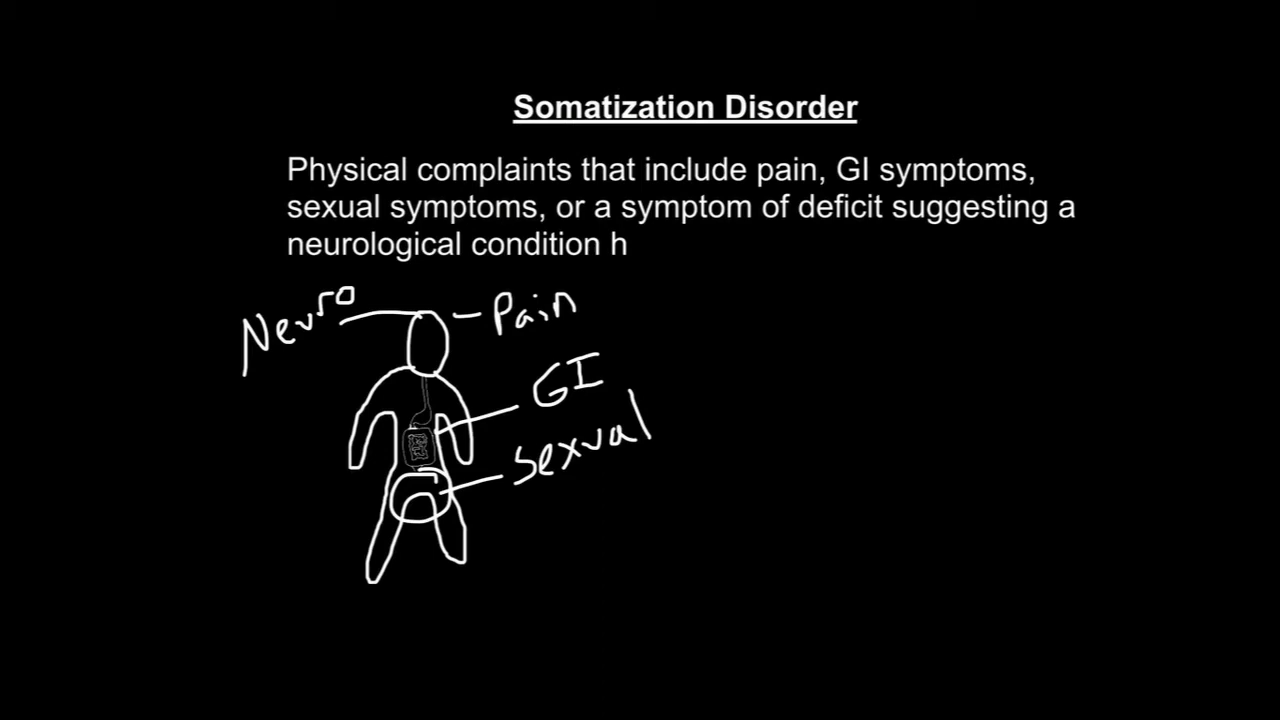 Somatization Disorder
Physical complaints that include pain, GI symptoms,
sexual symptoms, or a symptom of deficit suggesting a
neurological condition h
Neuro
Pain
GI
Sexual